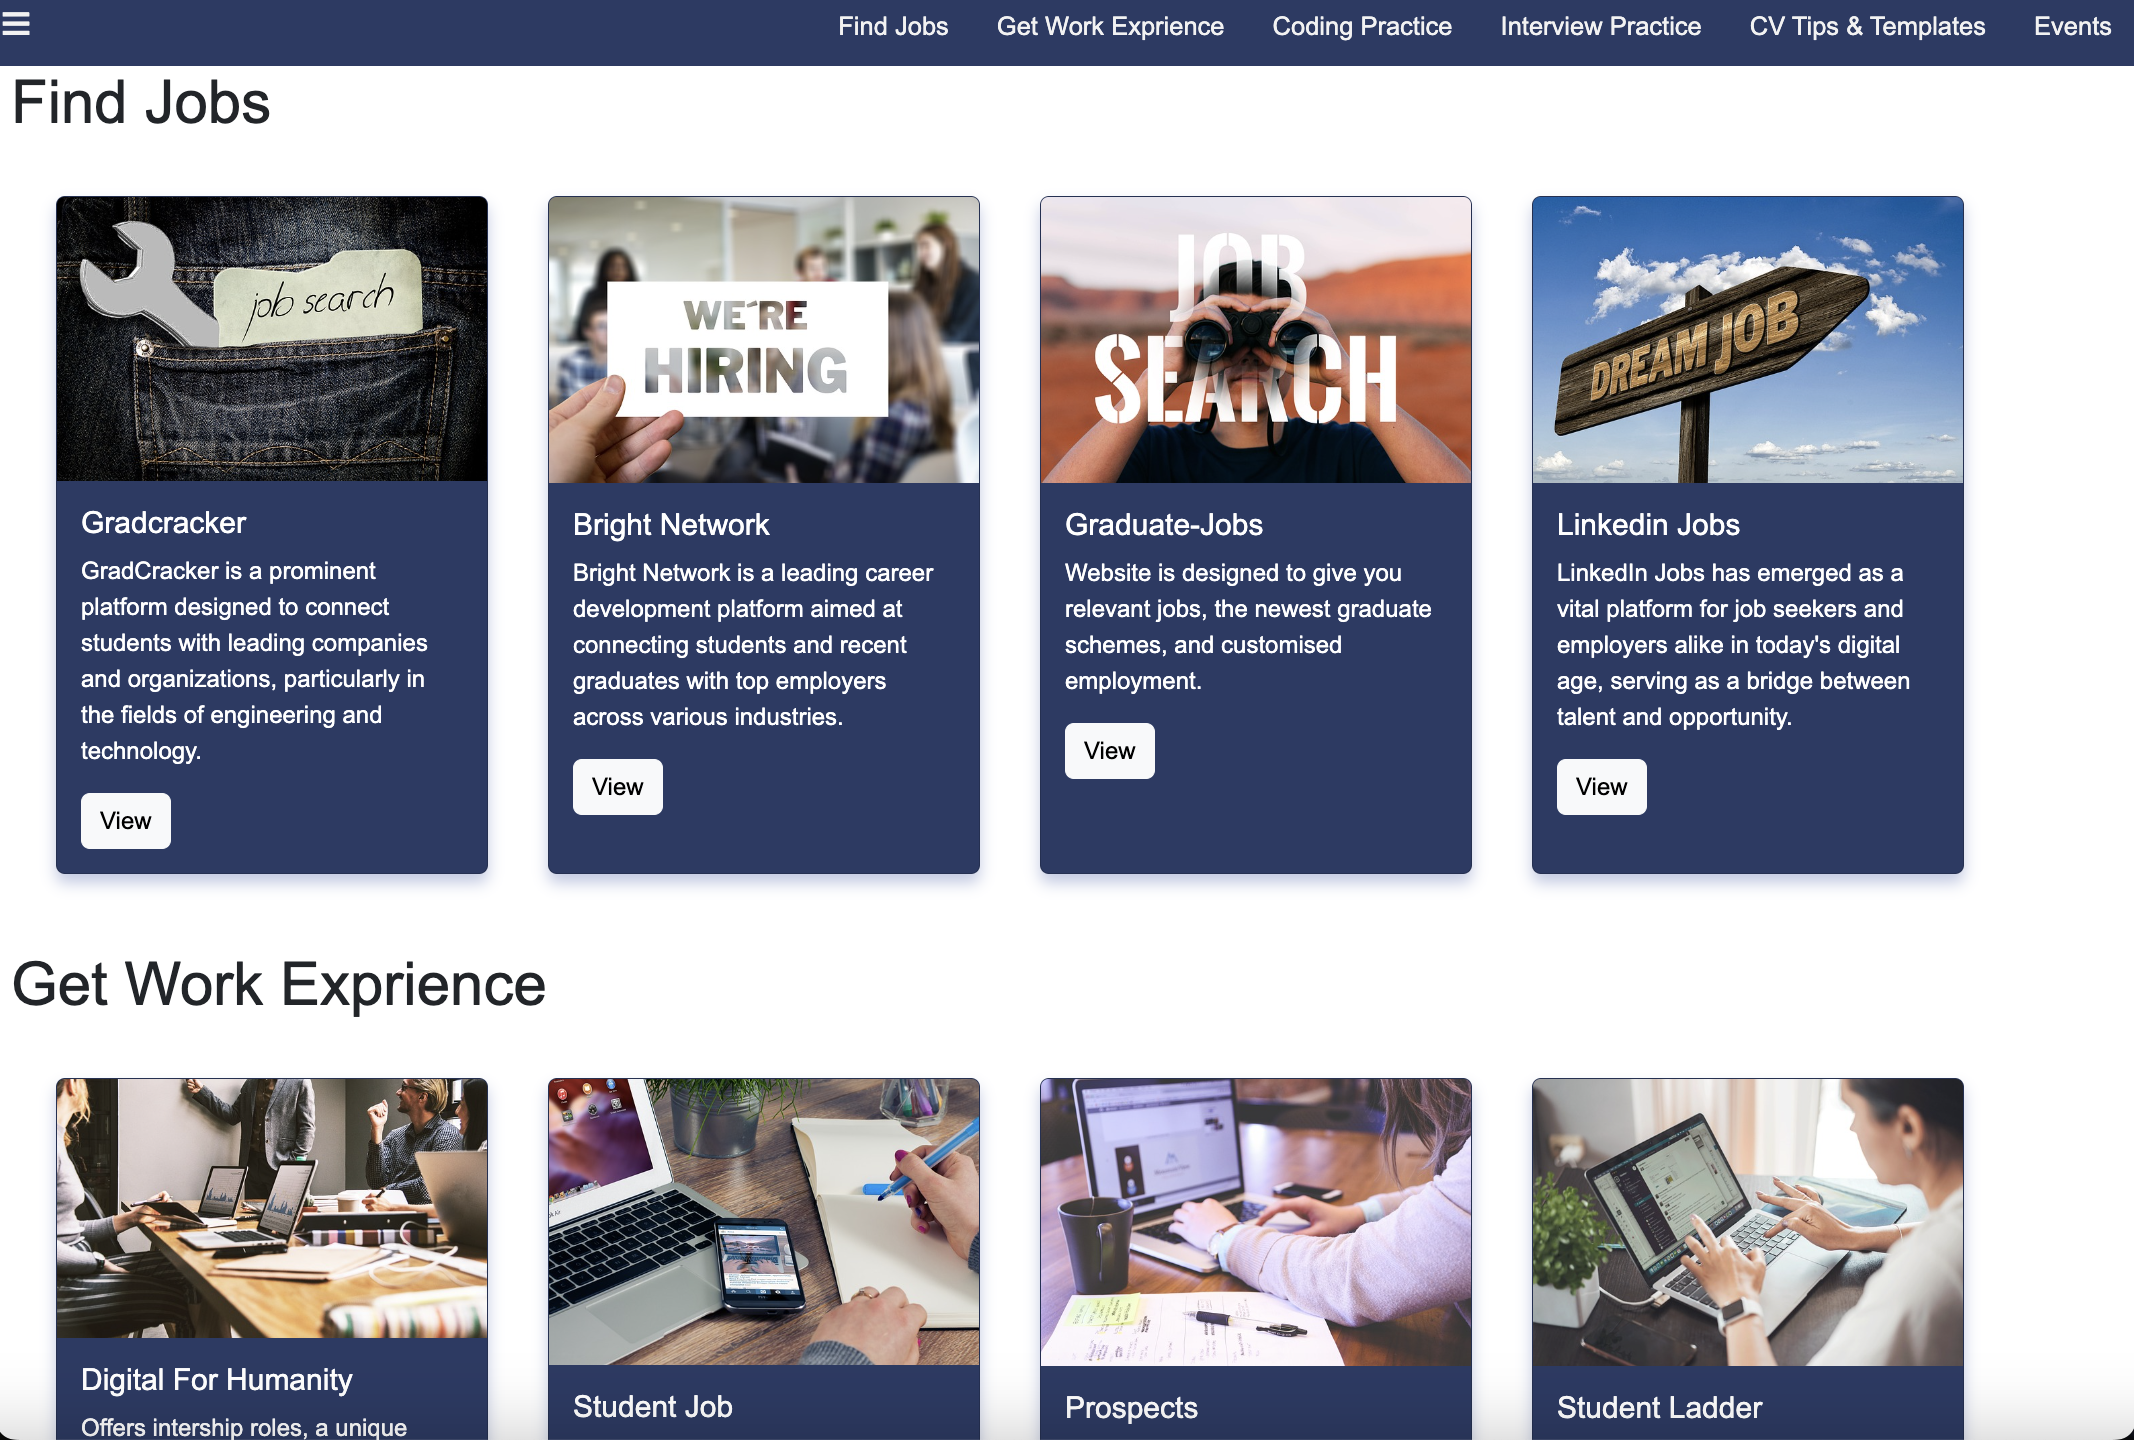 Find Jobs Get Work Exprience Coding Practice Interview Practice CV Tips & Templates Events
Find Jobs
job search
WE'RE
HIRING
JOB
SEARCH
DREAM JOB
Gradcracker
GradCracker is a prominent
platform designed to connect
students with leading companies
and organizations, particularly in
the fields of engineering and
technology.
View
Bright Network
Bright Network is a leading career
development platform aimed at
connecting students and recent
graduates with top employers
across various industries.
View
Graduate-Jobs
Website is designed to give you
relevant jobs, the newest graduate
schemes, and customised
employment.
View
Linkedin Jobs
LinkedIn Jobs has emerged as a
vital platform for job seekers and
employers alike in today's digital
age, serving as a bridge between
talent and opportunity.
View
Get Work Exprience
Digital For Humanity
Offers intership roles, a unique
Student Job
Prospects
Student Ladder